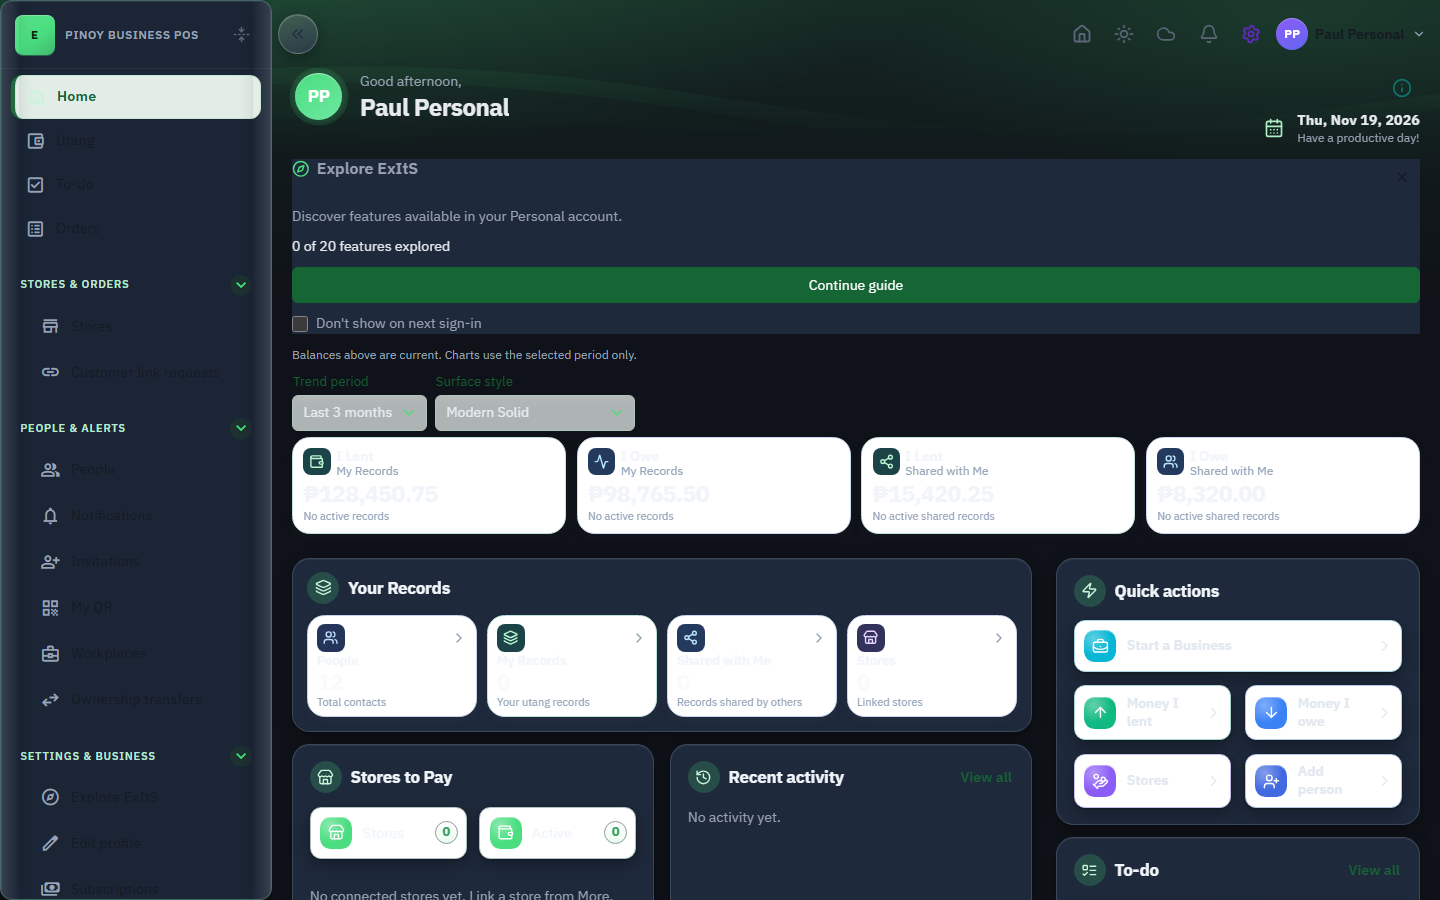 E
PINOY BUSINESS POS
Home
Utang
To-do
Orders
STORES & ORDERS
Stores
Customer link requests
PEOPLE & ALERTS
People
Notifications
Invitations
My QR
Workplaces
Ownership transfers
SETTINGS & BUSINESS
Explore ExItS
Edit profile
Subscriptions
PP
Paul Personal
PP
Good afternoon,
Paul Personal
Thu, Nov 19, 2026
Have a productive day!
Explore ExItS
Discover features available in your Personal account.
0 of 20 features explored
Continue guide
Don't show on next sign-in
Balances above are current. Charts use the selected period only.
Trend period
Surface style
Last 3 months
Modern Solid
I Lent
My Records
₱128,450.75
No active records
I Owe
My Records
₱98,765.50
No active records
I Lent
Shared with Me
₱15,420.25
No active shared records
I Owe
Shared with Me
₱8,320.00
No active shared records
Your Records
People
12
Total contacts
My Records
0
Your utang records
Shared with Me
0
Records shared by others
Stores
0
Linked stores
Quick actions
Start a Business
Money I lent
Money I owe
Stores
Add person
Stores to Pay
Stores
0
Active
0
No connected stores yet. Link a store from More.
Recent activity
View all
No activity yet.
To-do
View all